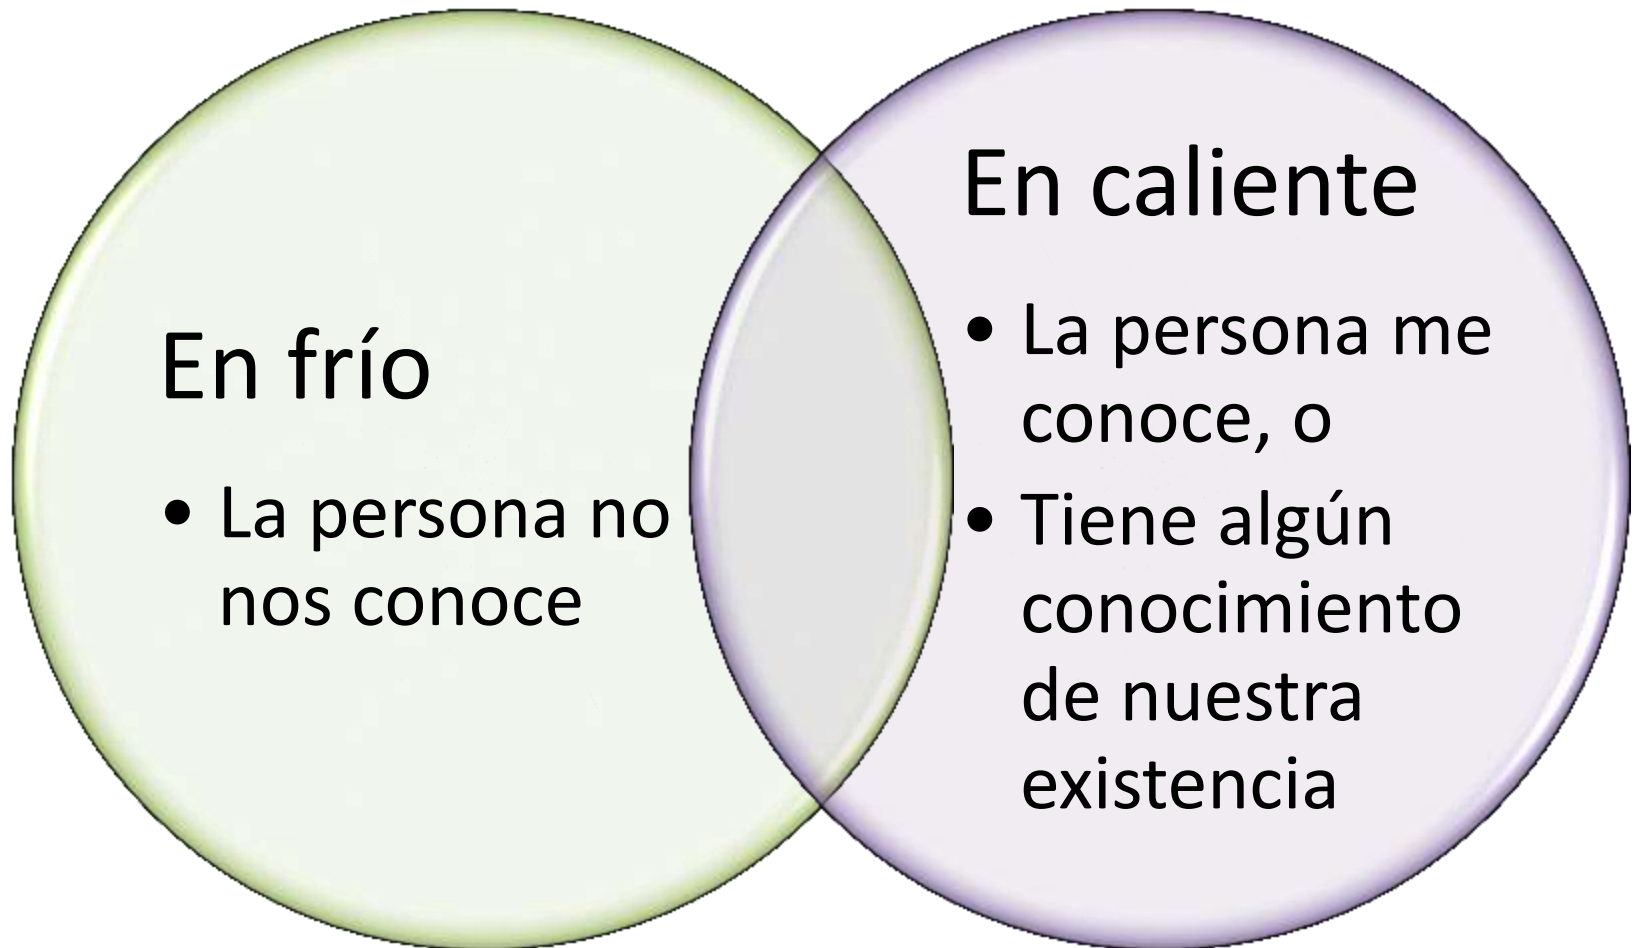 En frío
• La persona no
nos conoce
En caliente
• La persona me
conoce, o
• Tiene algún
conocimiento
de nuestra
existencia